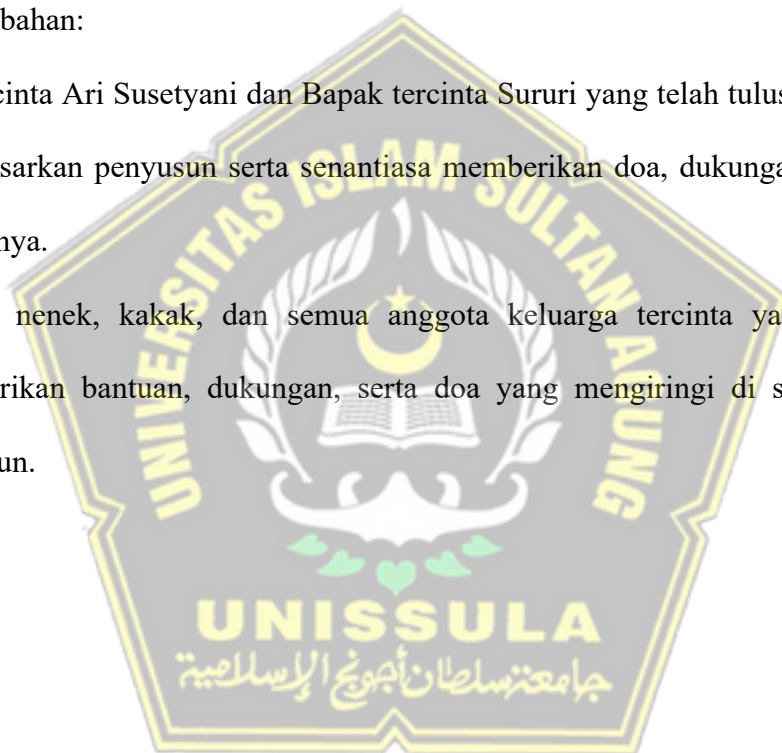 bahan:
cinta Ari Susetyani dan Bapak tercinta Sururi yang telah tulus
sarkan penyusun serta senantiasa memberikan doa, dukunga
nya.
nenek, kakak, dan semua anggota keluarga tercinta ya
rikan bantuan, dukungan, serta doa yang mengiringi di s
un.
UNIVERSITAS ISLAM SULTAN AGUNG
UNISSULA
جامعتنسلطان أجونج الإسلامية